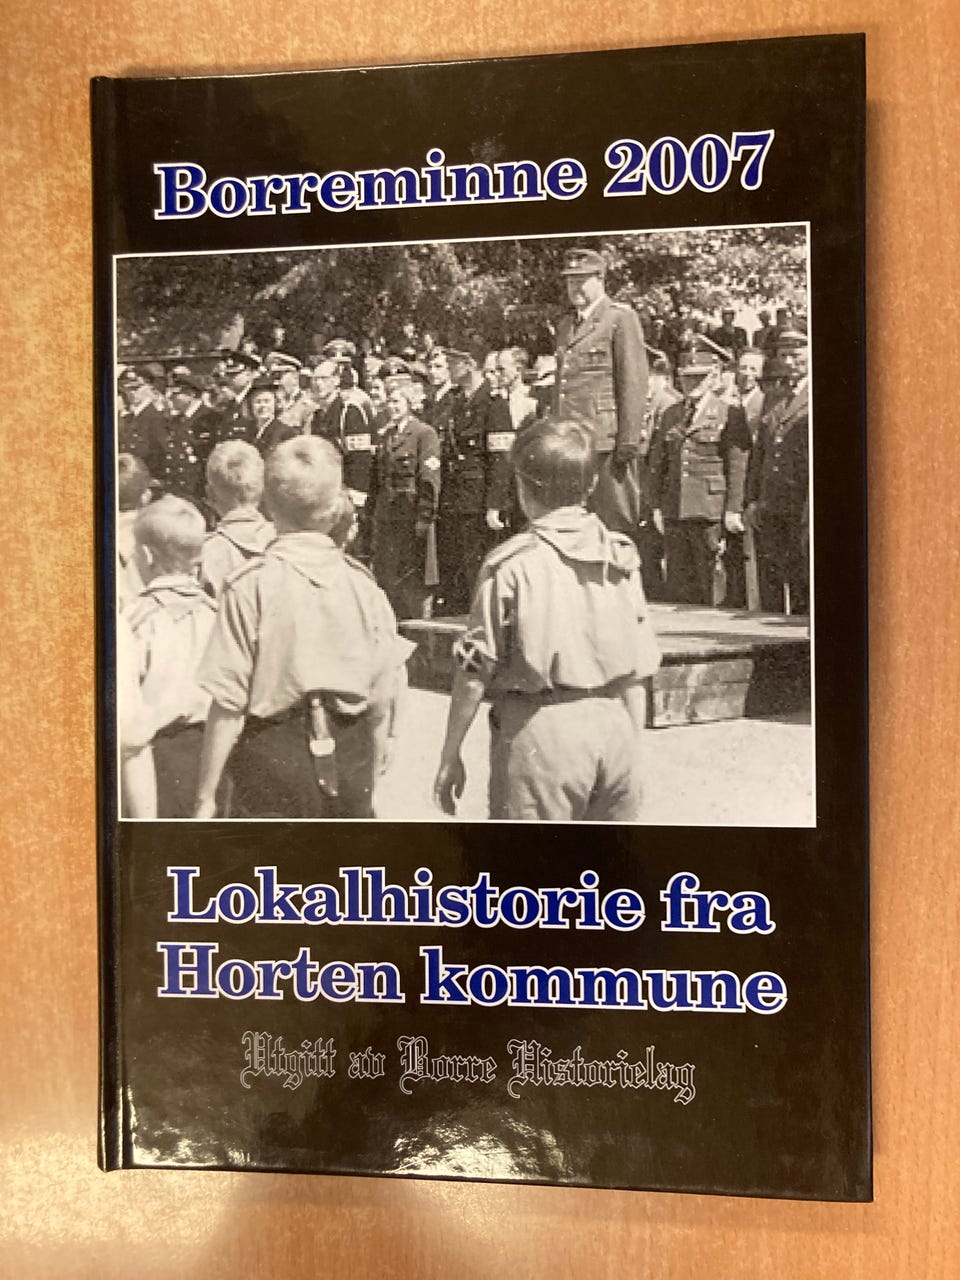 Borreminne 2007
Lokalhistorie fra
Horten kommune
Utgitt av Borre Historielag